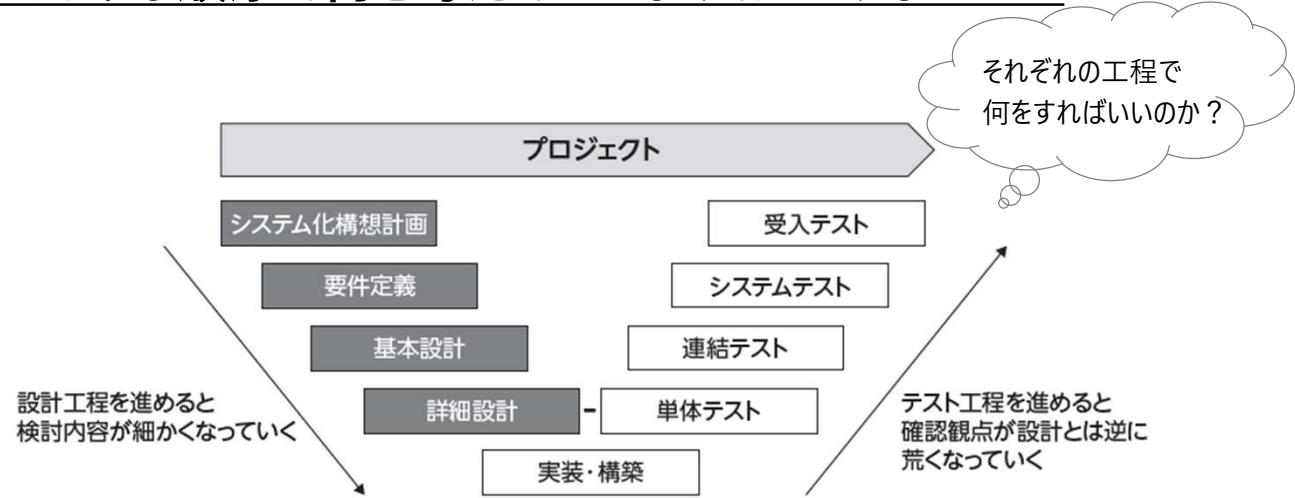 それぞれの工程で
何をすればいいのか？
プロジェクト
システム化構想計画
受入テスト
要件定義
システムテスト
基本設計
連結テスト
詳細設計
単体テスト
実装・構築
設計工程を進めると
検討内容が細かくなっていく
テスト工程を進めると
確認観点が設計とは逆に
荒くなっていく